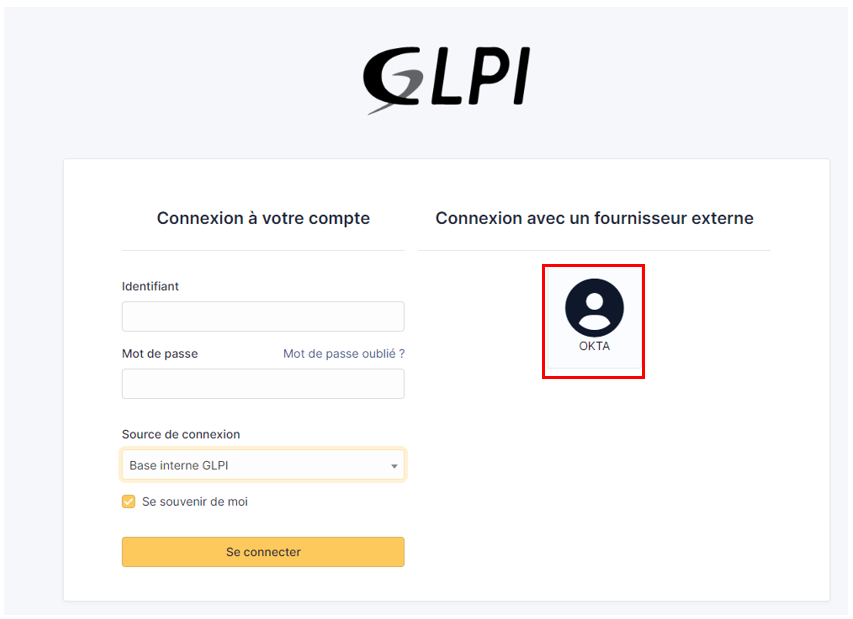 GLPI
Connexion à votre compte
Identifiant
Mot de passe Mot de passe oublié ?
Source de connexion
Base interne GLPI
Se souvenir de moi
Se connecter
Connexion avec un fournisseur externe
OKTA